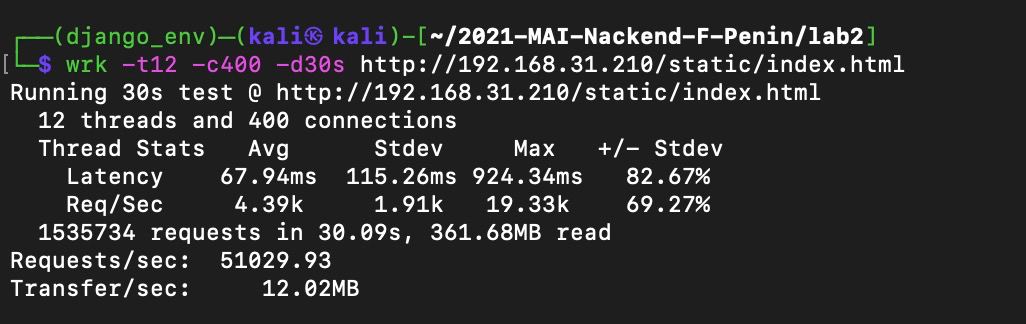 ┌──(django_env)─(kali㉿ kali)-[~/2021-MAI-Nackend-F-Penin/lab2]
[└─$ wrk -t12 -c400 -d30s http://192.168.31.210/static/index.html
Running 30s test @ http://192.168.31.210/static/index.html
  12 threads and 400 connections
  Thread Stats   Avg      Stdev     Max   +/- Stdev
    Latency    67.94ms  115.26ms 924.34ms   82.67%
    Req/Sec     4.39k     1.91k   19.33k    69.27%
  1535734 requests in 30.09s, 361.68MB read
Requests/sec:  51029.93
Transfer/sec:     12.02MB